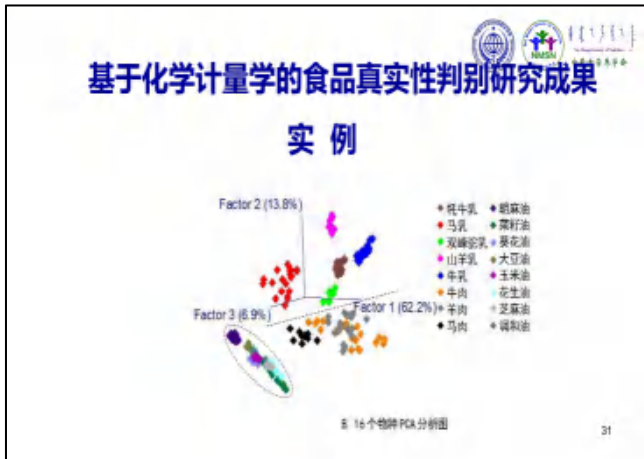 NMSN
基于化学计量学的食品真实性判别研究成果
实 例
Factor 2 (13.8%)
Factor 1 (62.2%)
Factor 3 (6.9%)
牦牛乳
胡麻油
马乳
菜籽油
双峰驼乳
葵花油
山羊乳
大豆油
牛乳
玉米油
牛肉
花生油
羊肉
芝麻油
马肉
调和油
B. 16 个物种 PCA 分析图
31